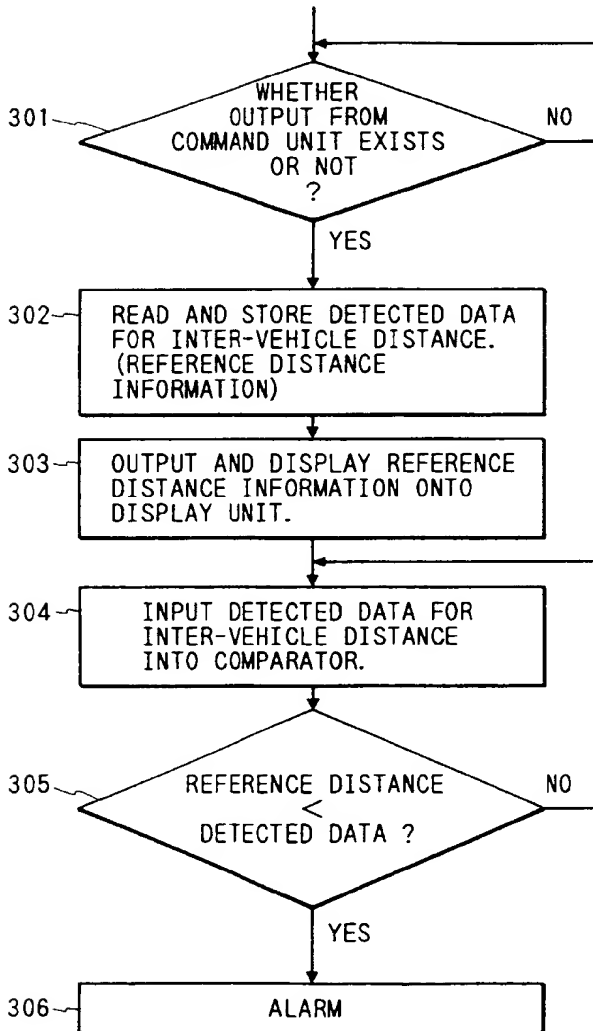 301
WHETHER
OUTPUT FROM
COMMAND UNIT EXISTS
OR NOT
?
NO
YES
302
READ AND STORE DETECTED DATA
FOR INTER-VEHICLE DISTANCE.
(REFERENCE DISTANCE
INFORMATION)
303
OUTPUT AND DISPLAY REFERENCE
DISTANCE INFORMATION ONTO
DISPLAY UNIT.
304
INPUT DETECTED DATA FOR
INTER-VEHICLE DISTANCE
INTO COMPARATOR.
305
REFERENCE DISTANCE
<
DETECTED DATA ?
NO
YES
306
ALARM